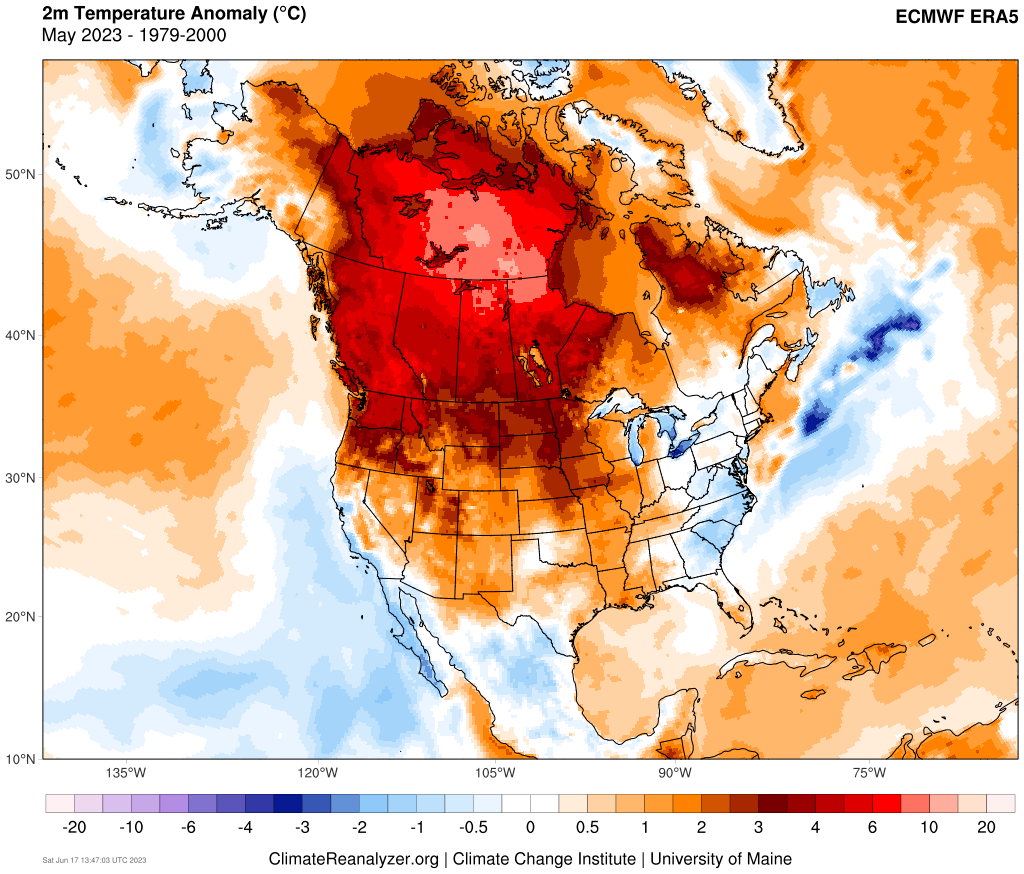 2m Temperature Anomaly (°C)
ECMWF ERA5
May 2023 - 1979-2000
50°N
40°N
30°N
20°N
10°N
135°W 120°W 105°W 90°W 75°W
-20 -10 -6 -4 -3 -2 -1 -0.5 0 0.5 1 2 3 4 6 10 20
Sat Jun 17 13:47:03 UTC 2023
ClimateReanalyzer.org | Climate Change Institute | University of Maine